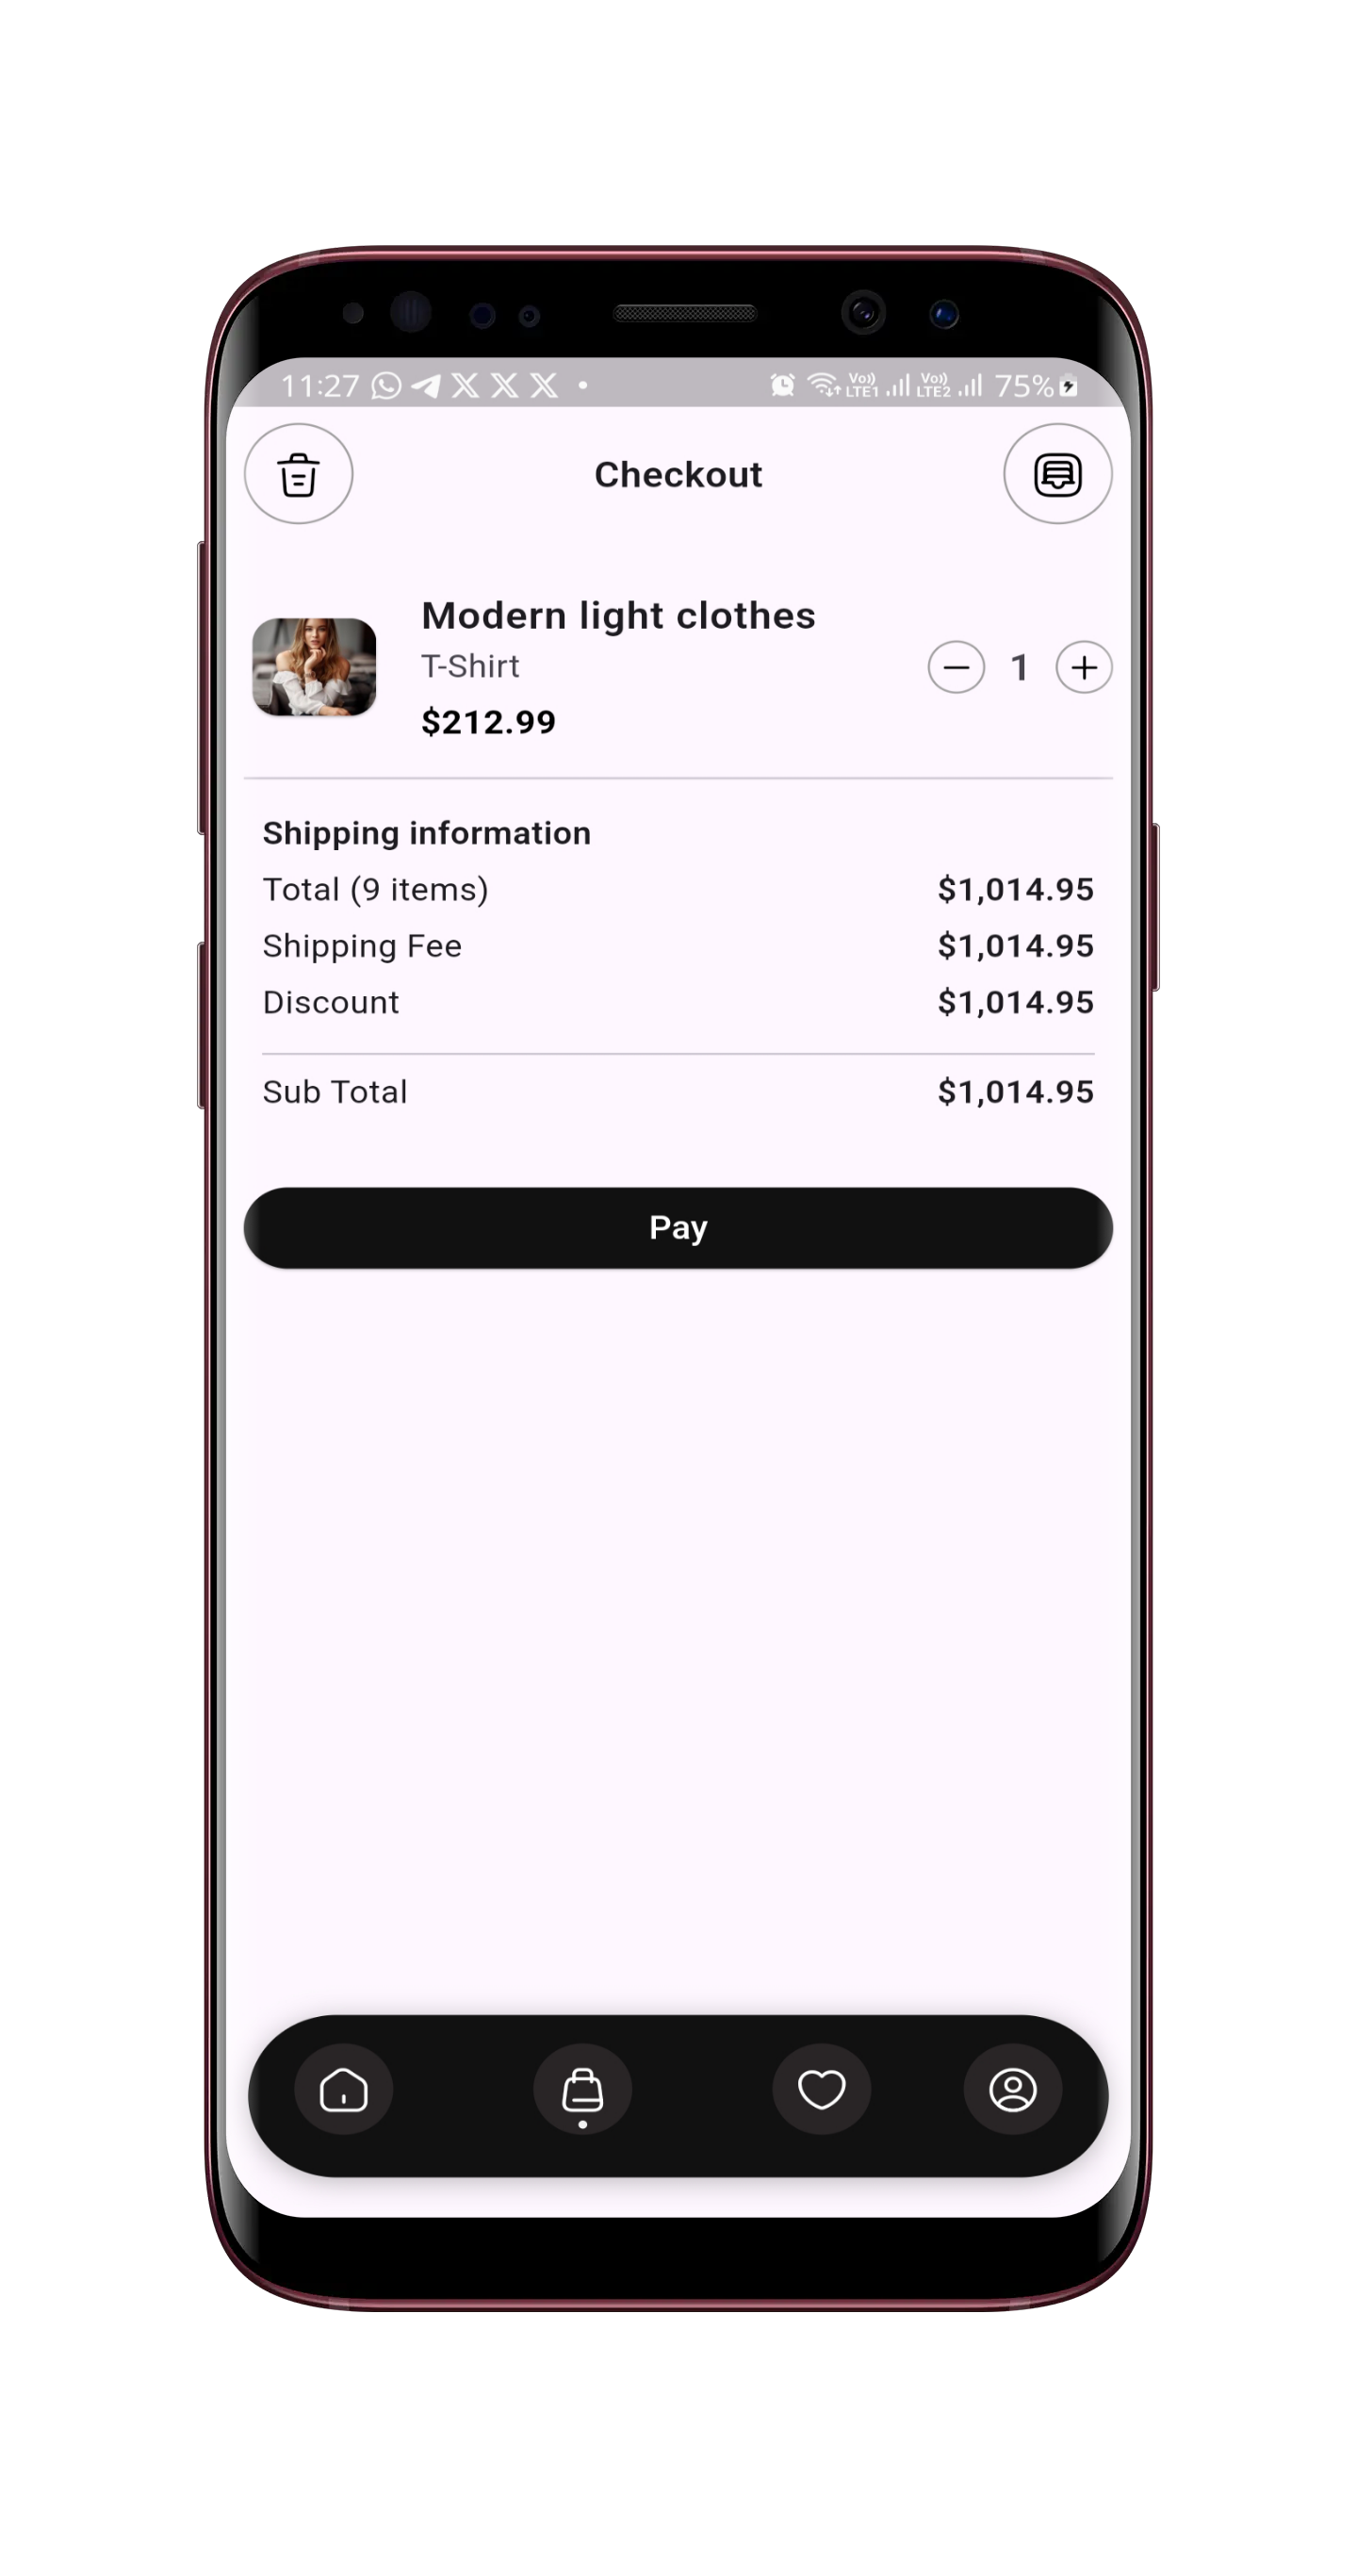 11:27 Vo)) LTE1 Vo)) LTE2 75%
Checkout
Modern light clothes
T-Shirt
$212.99
1
Shipping information
Total (9 items) $1,014.95
Shipping Fee $1,014.95
Discount $1,014.95
Sub Total $1,014.95
Pay